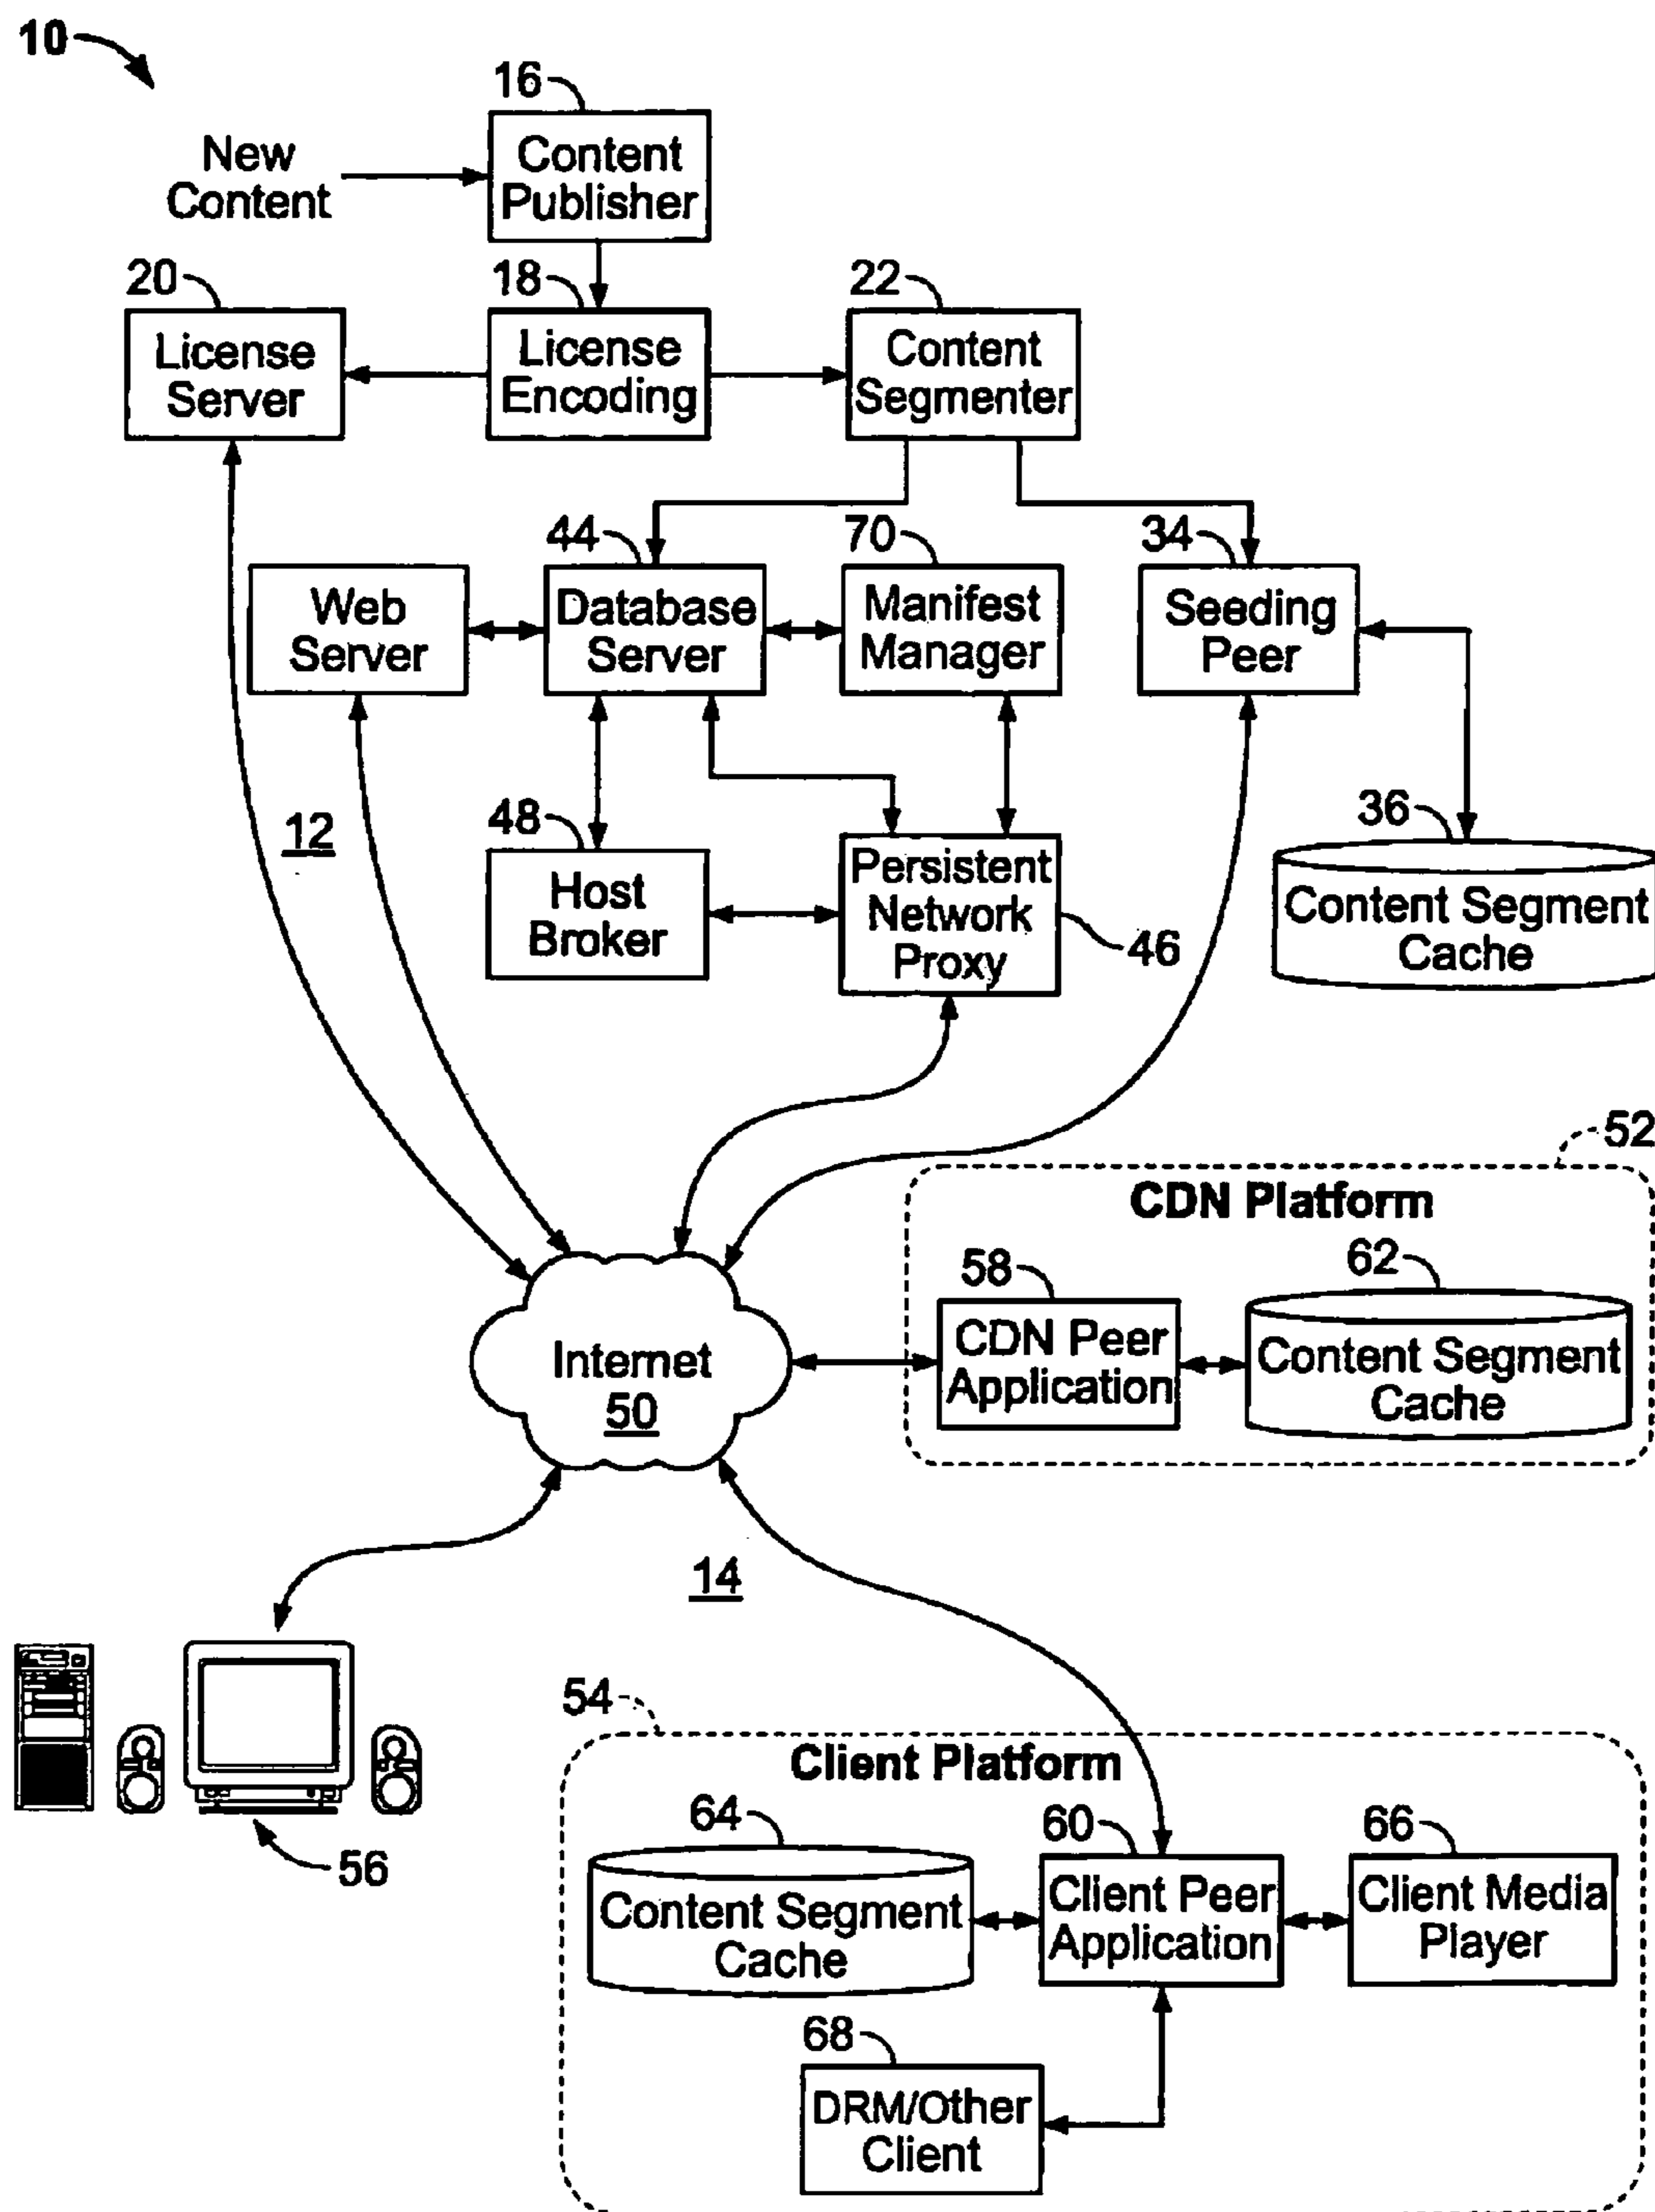 10
16
New
Content
Content
Publisher
20
18
22
License
Server
License
Encoding
Content
Segmenter
44
70
34
Web
Server
Database
Server
Manifest
Manager
Seeding
Peer
12
48
36
Host
Broker
Persistent
Network
Proxy
46
Content Segment
Cache
52
CDN Platform
58
62
Internet
50
CDN Peer
Application
Content Segment
Cache
14
54
Client Platform
56
64
60
66
Content Segment
Cache
Client Peer
Application
Client Media
Player
68
DRM/Other
Client